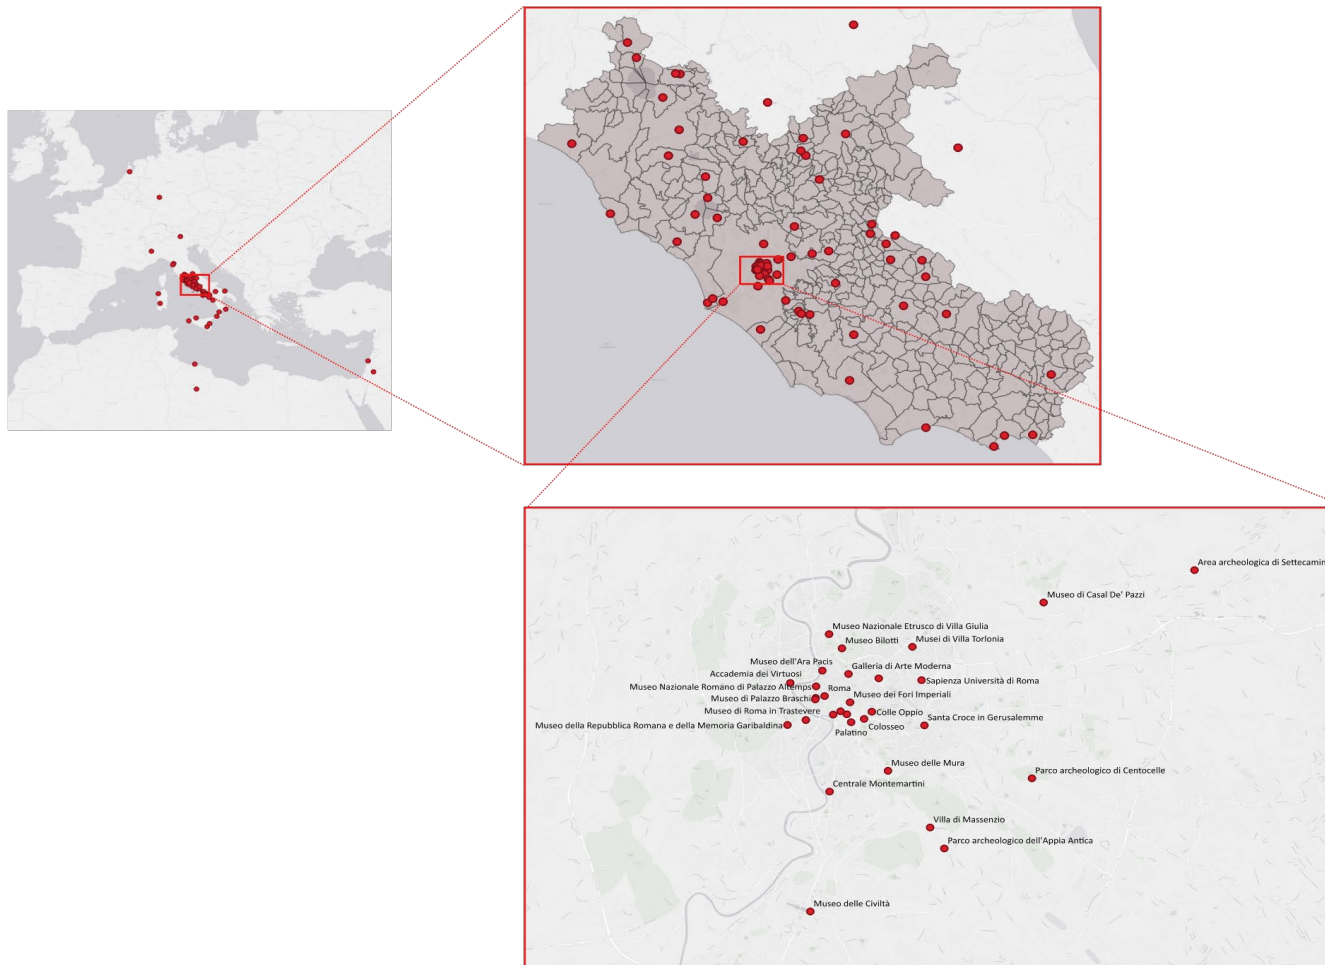 Area archeologica di Settecamin
Museo di Casal De' Pazzi
Museo Nazionale Etrusco di Villa Giulia
Museo Bilotti
Musei di Villa Torlonia
Museo dell'Ara Pacis
Galleria di Arte Moderna
Accademia dei Virtuosi
Sapienza Università di Roma
Museo Nazionale Romano di Palazzo Altemps
Roma
Museo di Palazzo Braschi
Museo dei Fori Imperiali
Museo di Roma in Trastevere
Colle Oppio
Santa Croce in Gerusalemme
Museo della Repubblica Romana e della Memoria Garibaldina
Colosseo
Palatino
Museo delle Mura
Parco archeologico di Centocelle
Centrale Montemartini
Villa di Massenzio
Parco archeologico dell'Appia Antica
Museo delle Civiltà